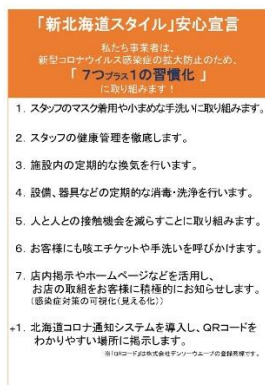 「新北海道スタイル」安心宣言
私たち事業者は、
新型コロナウイルス感染症の拡大防止のため、
「 7つプラス1の習慣化 」
に取り組みます！
1. スタッフのマスク着用や小まめな手洗いに取り組みます。
2. スタッフの健康管理を徹底します。
3. 施設内の定期的な換気を行います。
4. 設備、器具などの定期的な消毒・洗浄を行います。
5. 人と人との接触機会を減らすことに取り組みます。
6. お客様にも咳エチケットや手洗いを呼びかけます。
7. 店内掲示やホームページなどを活用し、
お店の取組をお客様に積極的にお知らせします。
（感染症対策の可視化（見える化））
+1. 北海道コロナ通知システムを導入し、QRコードを
わかりやすい場所に掲示します。
※「QRコード」は株式会社デンソーウェーブの登録商標です。